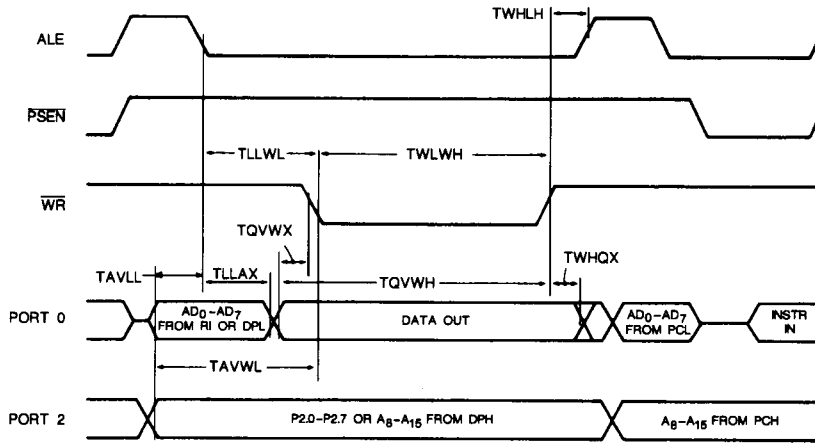 TWHLH
ALE
PSEN
TLLWL
TWLWH
WR
TQVWX
TAVLL
TLLAX
TQVWH
TWHQX
PORT 0
AD0-AD7
FROM RI OR DPL
DATA OUT
AD0-AD7
FROM PCL
INSTR
IN
TAVWL
PORT 2
P2.0-P2.7 OR A8-A15 FROM DPH
A8-A15 FROM PCH